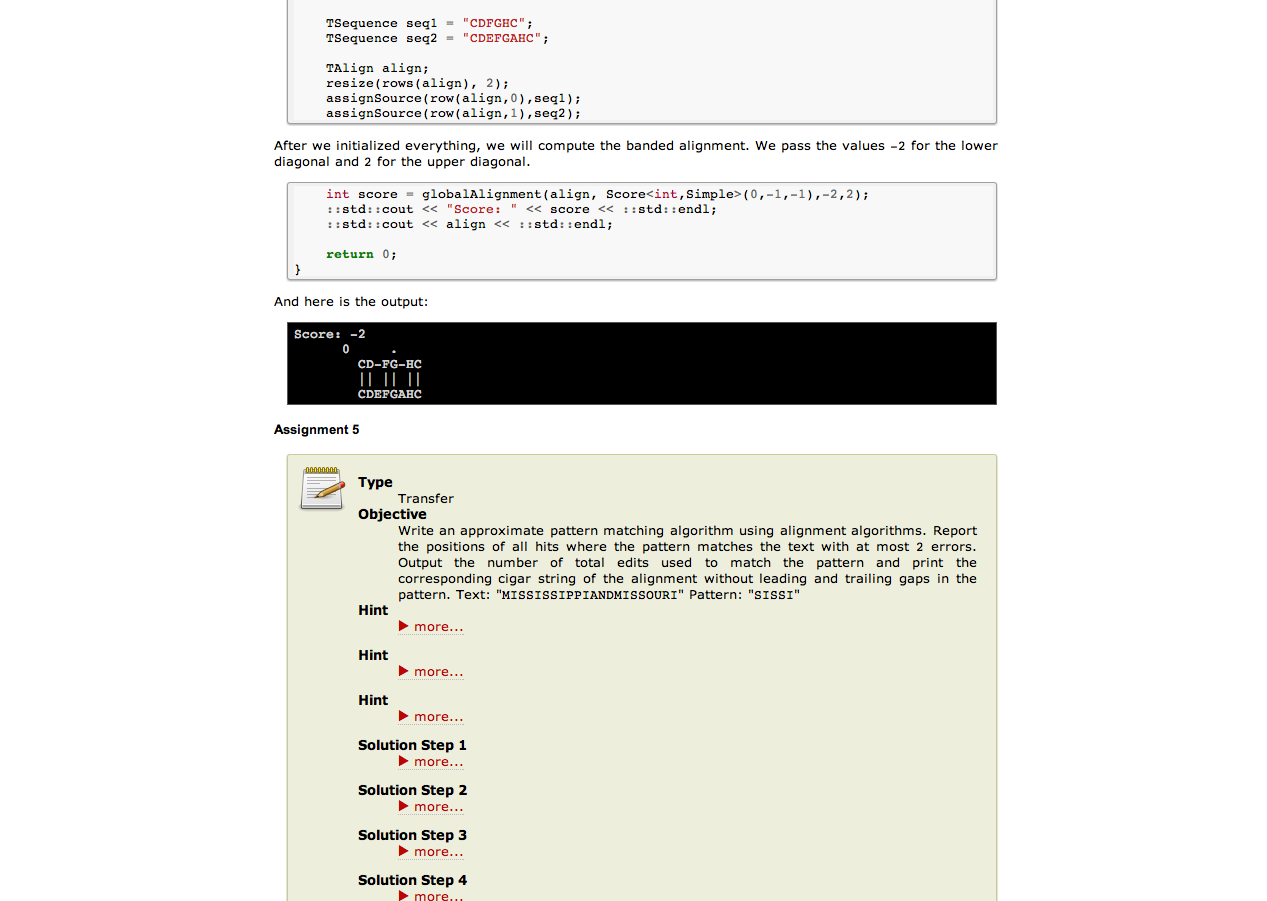 TSequence seq1 = "CDFGHC";
TSequence seq2 = "CDEFGAHC";
TAlign align;
resize(rows(align), 2);
assignSource(row(align,0),seq1);
assignSource(row(align,1),seq2);
After we initialized everything, we will compute the banded alignment. We pass the values -2 for the lower
diagonal and 2 for the upper diagonal.
int score = globalAlignment(align, Score<int,Simple>(0,-1,-1),-2,2);
::std::cout << "Score: " << score << ::std::endl;
::std::cout << align << ::std::endl;
return 0;
}
And here is the output:
Score: -2
0     .
CD-FG-HC
|| || ||
CDEFGAHC
Assignment 5
Type
Transfer
Objective
Write an approximate pattern matching algorithm using alignment algorithms. Report
the positions of all hits where the pattern matches the text with at most 2 errors.
Output the number of total edits used to match the pattern and print the
corresponding cigar string of the alignment without leading and trailing gaps in the
pattern. Text: "MISSISSIPPIANDMISSOURI" Pattern: "SISSI"
Hint
▶ more...
Hint
▶ more...
Hint
▶ more...
Solution Step 1
▶ more...
Solution Step 2
▶ more...
Solution Step 3
▶ more...
Solution Step 4
▶ more...